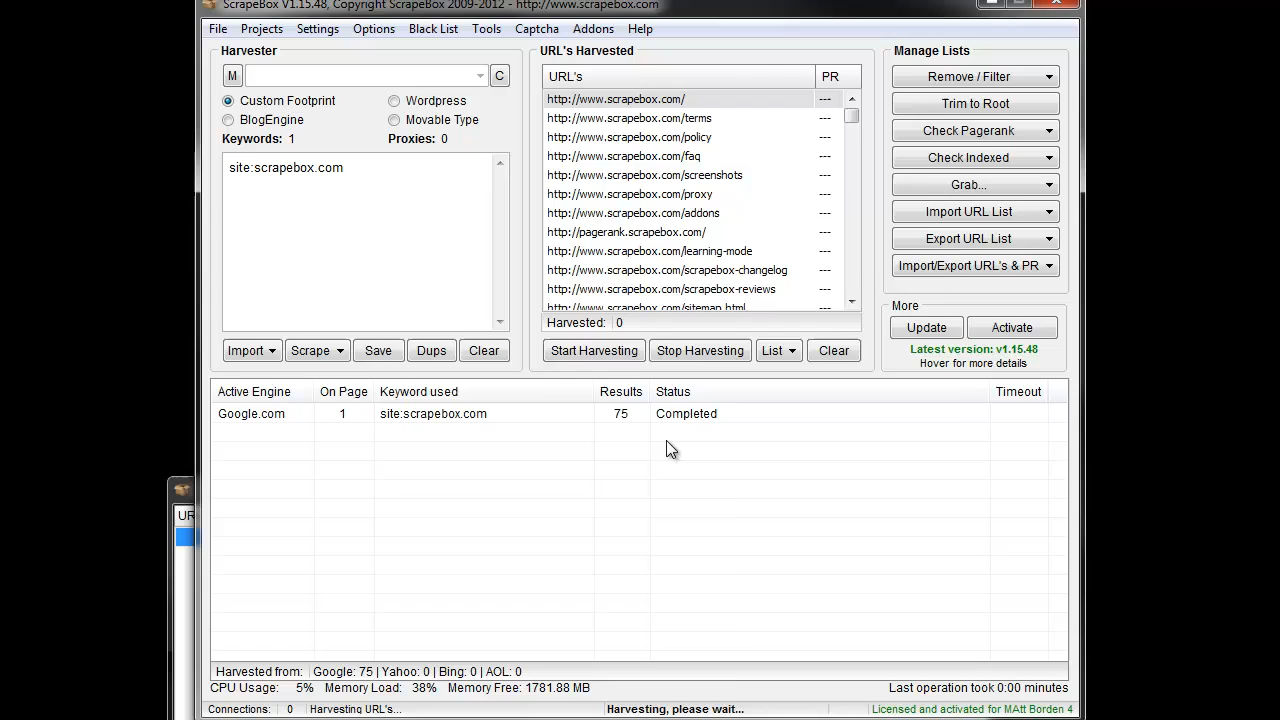 ScrapeBox V1.15.48, Copyright ScrapeBox 2009-2012 - http://www.scrapebox.com
File Projects Settings Options Black List Tools Captcha Addons Help
Harvester
M C
Custom Footprint Wordpress
BlogEngine Movable Type
Keywords: 1 Proxies: 0
site:scrapebox.com
Import Scrape Save Dups Clear
URL's Harvested
URL's PR
http://www.scrapebox.com/ ---
http://www.scrapebox.com/terms ---
http://www.scrapebox.com/policy ---
http://www.scrapebox.com/faq ---
http://www.scrapebox.com/screenshots ---
http://www.scrapebox.com/proxy ---
http://www.scrapebox.com/addons ---
http://pagerank.scrapebox.com/ ---
http://www.scrapebox.com/learning-mode ---
http://www.scrapebox.com/scrapebox-changelog ---
http://www.scrapebox.com/scrapebox-reviews ---
http://www.scrapebox.com/sitemap.html ---
Harvested: 0
Start Harvesting Stop Harvesting List Clear
Manage Lists
Remove / Filter
Trim to Root
Check Pagerank
Check Indexed
Grab...
Import URL List
Export URL List
Import/Export URL's & PR
More
Update Activate
Latest version: v1.15.48
Hover for more details
Active Engine On Page Keyword used Results Status Timeout
Google.com 1 site:scrapebox.com 75 Completed
UR
Harvested from: Google: 75 | Yahoo: 0 | Bing: 0 | AOL: 0
CPU Usage: 5% Memory Load: 38% Memory Free: 1781.88 MB Last operation took 0:00 minutes
Connections: 0 Harvesting URL's... Harvesting, please wait... Licensed and activated for MAtt Borden 4